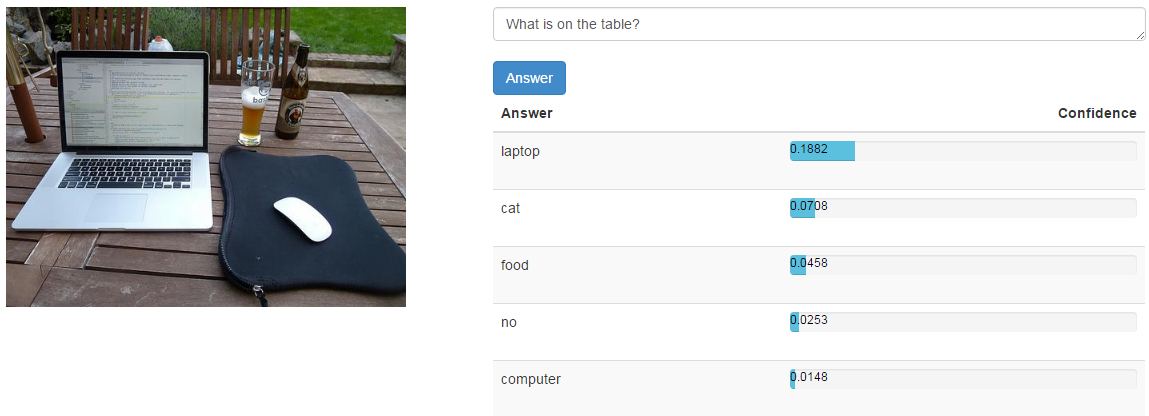 What is on the table?
Answer
Answer Confidence
laptop 0.1882
cat 0.0708
food 0.0458
no 0.0253
computer 0.0148